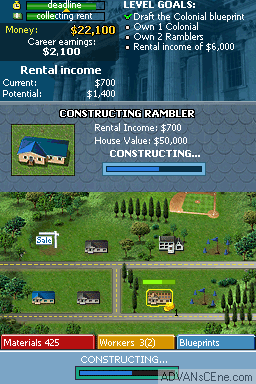 deadline
collecting rent
Money: $22,100
Career earnings:
$2,100
Rental income
Current: $700
Potential: $1,400
LEVEL GOALS:
Draft the Colonial blueprint
Own 1 Colonial
Own 2 Ramblers
Rental income of $6,000
CONSTRUCTING RAMBLER
Rental Income: $700
House Value: $50,000
CONSTRUCTING...
Sale
Materials 425
Workers 3(2)
Blueprints
CONSTRUCTING...
ADVANsCEne.com